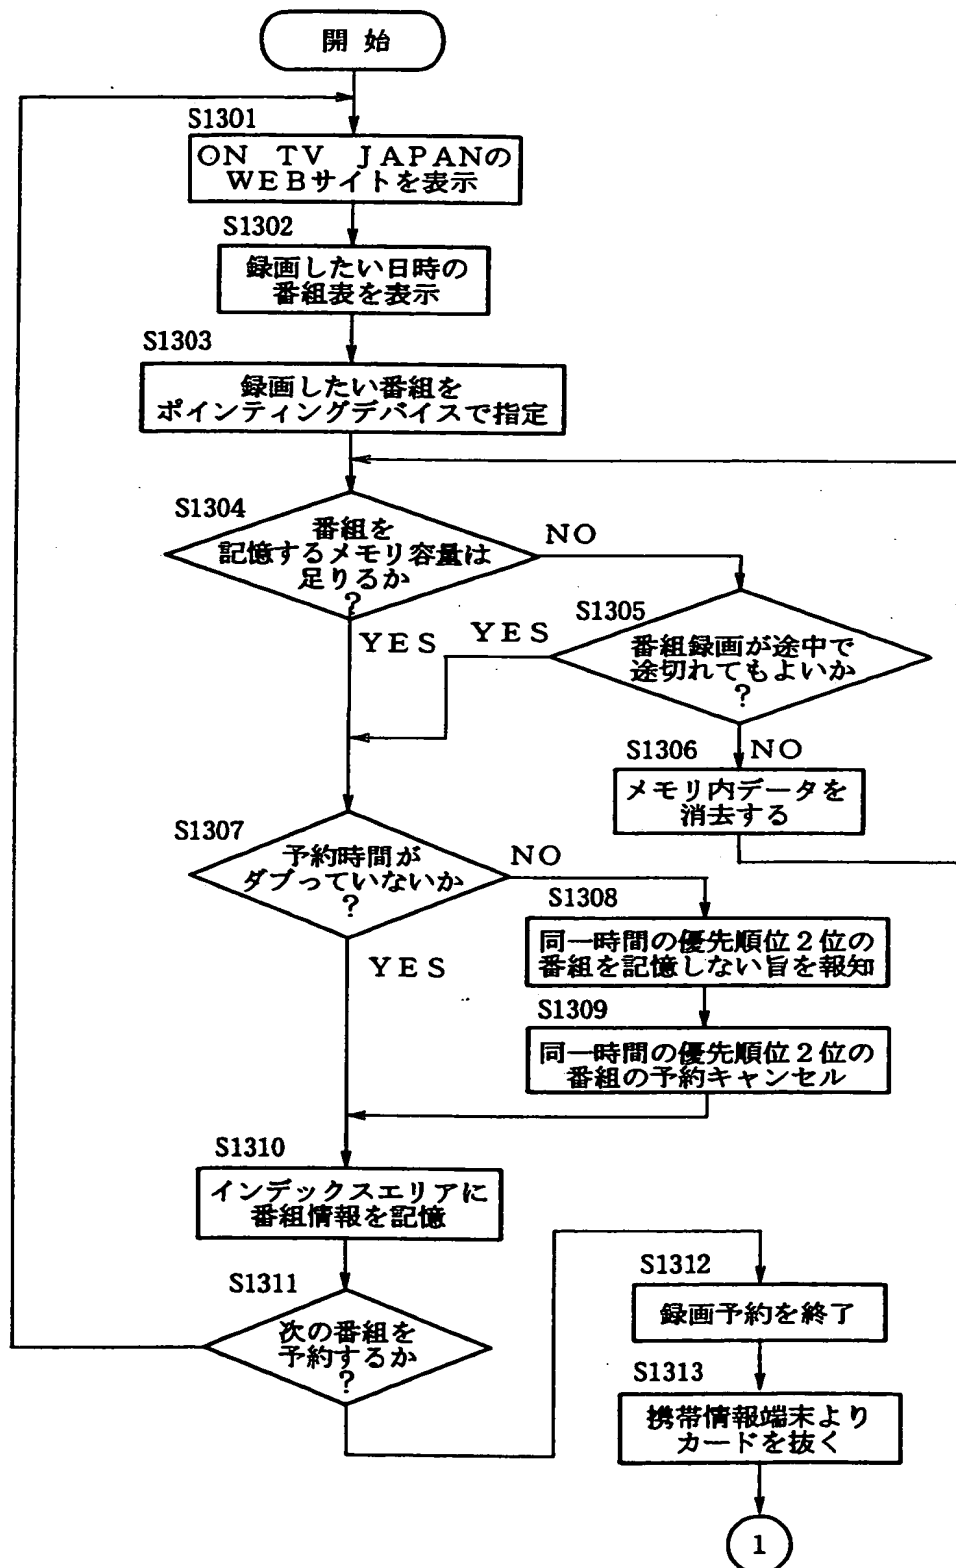 開 始
S1301
ON TV JAPANの
WEBサイトを表示
S1302
録画したい日時の
番組表を表示
S1303
録画したい番組を
ポインティングデバイスで指定
S1304
番組を
記憶するメモリ容量は
足りるか
?
NO
YES
S1305
YES
番組録画が途中で
途切れてもよいか
?
NO
S1306
メモリ内データを
消去する
S1307
予約時間が
ダブっていないか
?
NO
YES
S1308
同一時間の優先順位2位の
番組を記憶しない旨を報知
S1309
同一時間の優先順位2位の
番組の予約キャンセル
S1310
インデックスエリアに
番組情報を記憶
S1311
次の番組を
予約するか
?
S1312
録画予約を終了
S1313
携帯情報端末より
カードを抜く
1